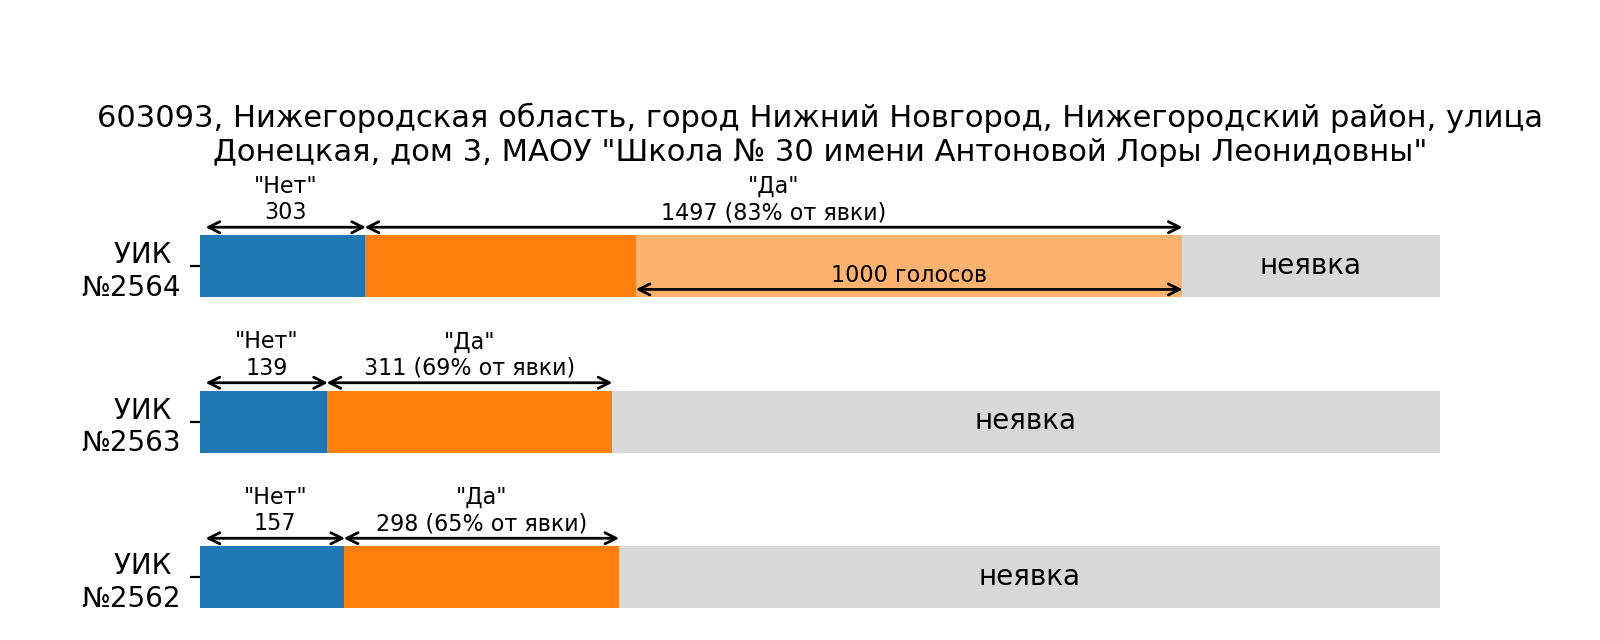 603093, Нижегородская область, город Нижний Новгород, Нижегородский район, улица
Донецкая, дом 3, МАОУ "Школа № 30 имени Антоновой Лоры Леонидовны"
"Нет"
303
"Да"
1497 (83% от явки)
УИК
№2564
1000 голосов
неявка
"Нет"
139
"Да"
311 (69% от явки)
УИК
№2563
неявка
"Нет"
157
"Да"
298 (65% от явки)
УИК
№2562
неявка